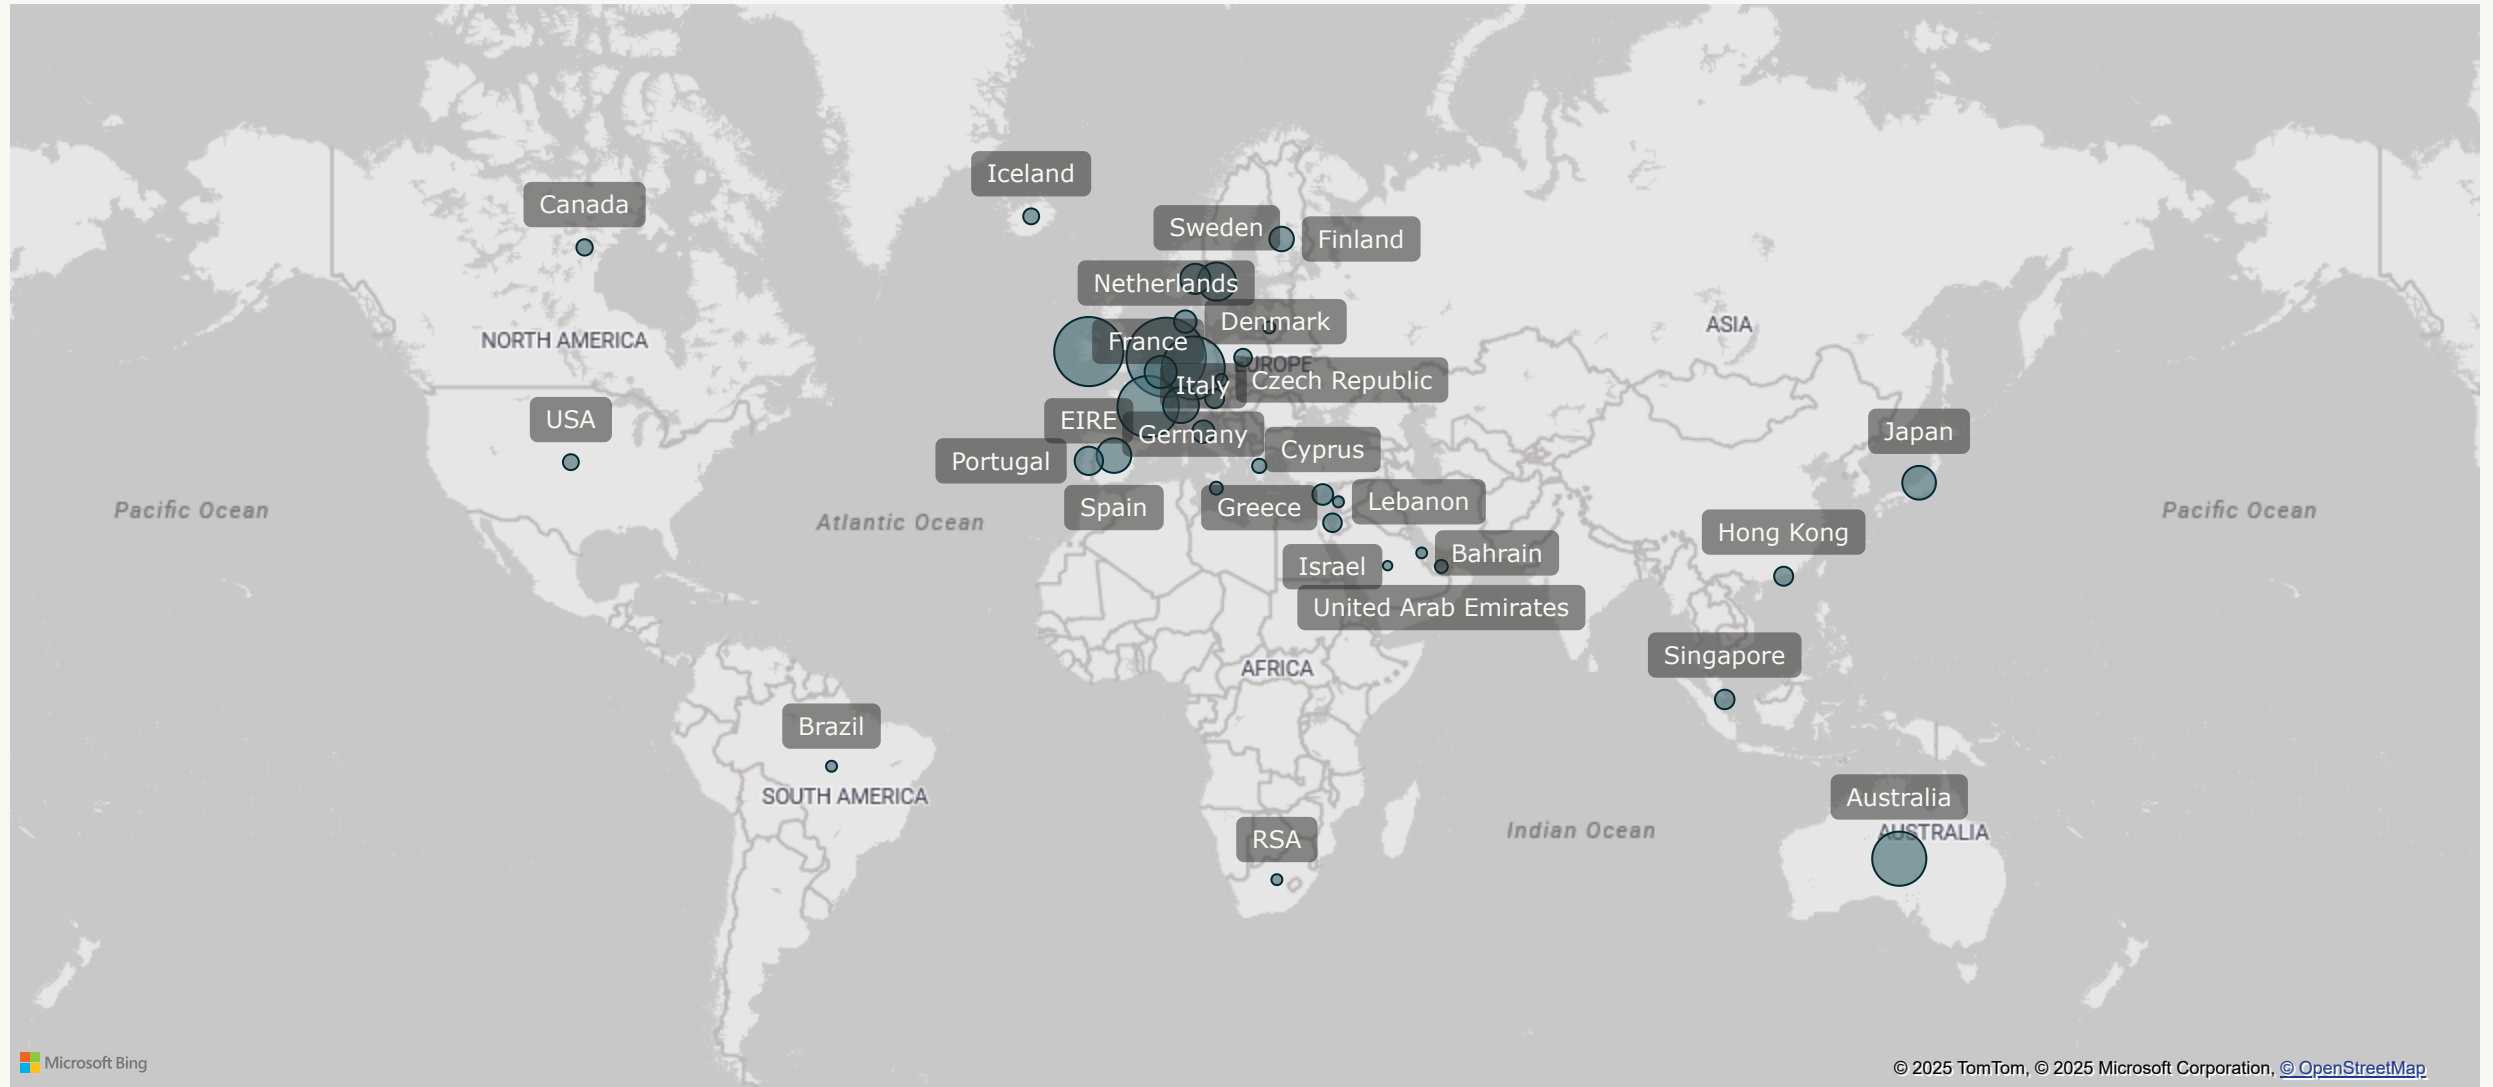 Iceland
Canada
Sweden
Finland
Netherlands
Denmark
ASIA
NORTH AMERICA
France
EUROPE
Italy
Czech Republic
USA
EIRE
Germany
Japan
Cyprus
Portugal
Pacific Ocean
Atlantic Ocean
Spain
Greece
Lebanon
Pacific Ocean
Hong Kong
Israel
Bahrain
United Arab Emirates
Singapore
AFRICA
Brazil
SOUTH AMERICA
Australia
AUSTRALIA
RSA
Indian Ocean
Microsoft Bing
© 2025 TomTom, © 2025 Microsoft Corporation, © OpenStreetMap